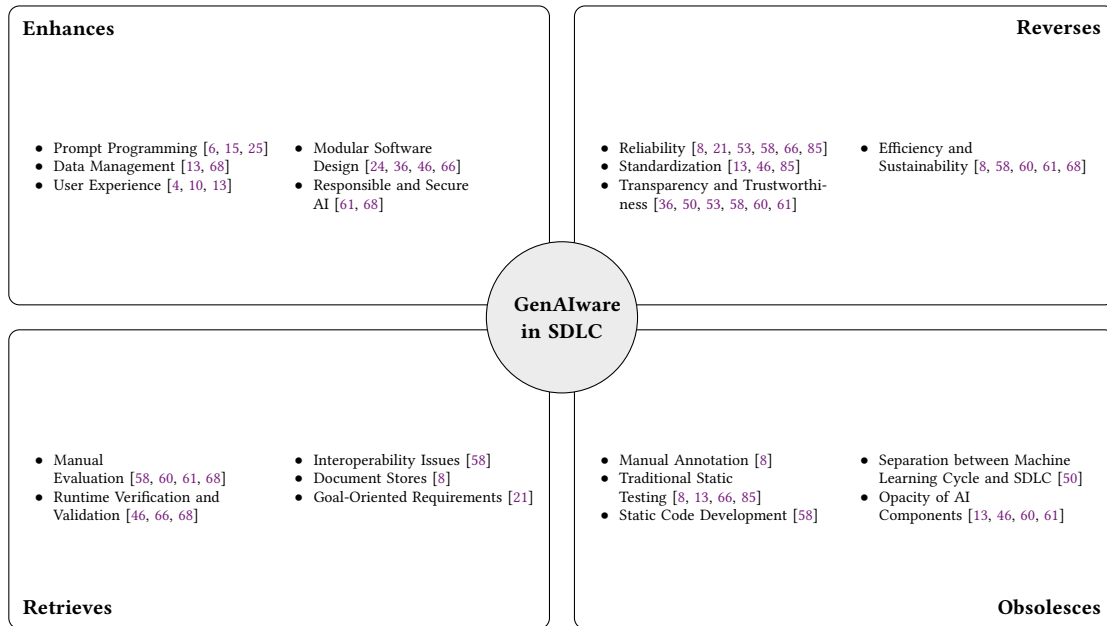 Enhances
• Prompt Programming [6, 15, 25]
• Data Management [13, 68]
• User Experience [4, 10, 13]
• Modular Software
Design [24, 36, 46, 66]
• Responsible and Secure
AI [61, 68]
Reverses
• Reliability [8, 21, 53, 58, 66, 85]
• Standardization [13, 46, 85]
• Transparency and Trustworthi-
ness [36, 50, 53, 58, 60, 61]
• Efficiency and
Sustainability [8, 58, 60, 61, 68]
GenAIware
in SDLC
• Manual
Evaluation [58, 60, 61, 68]
• Runtime Verification and
Validation [46, 66, 68]
• Interoperability Issues [58]
• Document Stores [8]
• Goal-Oriented Requirements [21]
Retrieves
• Manual Annotation [8]
• Traditional Static
Testing [8, 13, 66, 85]
• Static Code Development [58]
• Separation between Machine
Learning Cycle and SDLC [50]
• Opacity of AI
Components [13, 46, 60, 61]
Obsolesces